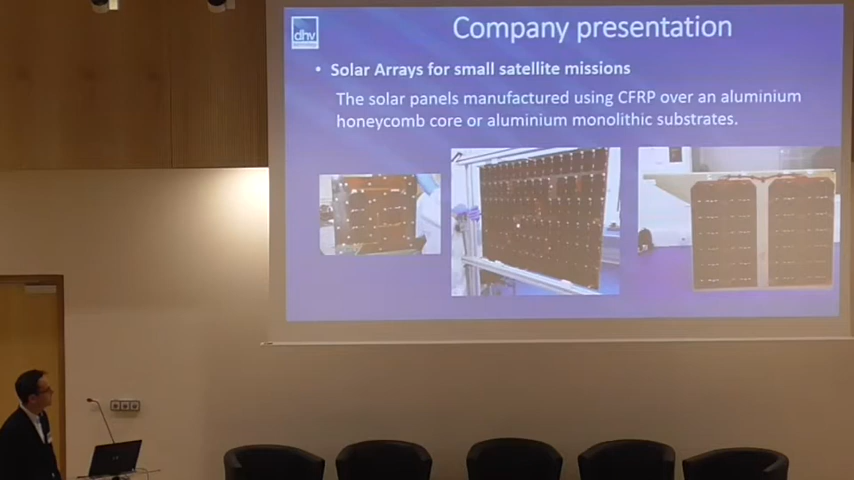 dhv
Company presentation
• Solar Arrays for small satellite missions
The solar panels manufactured using CFRP over an aluminium
honeycomb core or aluminium monolithic substrates.